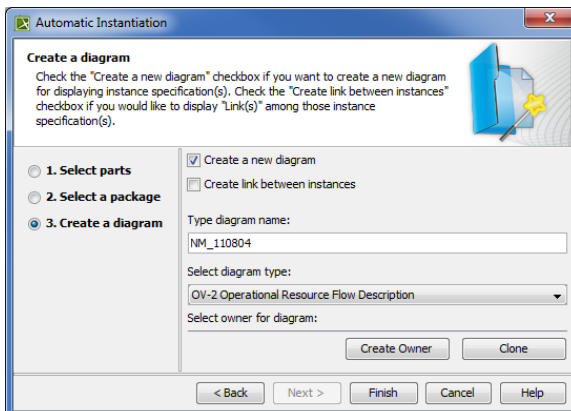 Automatic Instantiation
Create a diagram
Check the "Create a new diagram" checkbox if you want to create a new diagram
for displaying instance specification(s). Check the "Create link between instances"
checkbox if you would like to display "Link(s)" among those instance
specification(s).
1. Select parts
2. Select a package
3. Create a diagram
Create a new diagram
Create link between instances
Type diagram name:
NM_110804
Select diagram type:
OV-2 Operational Resource Flow Description
Select owner for diagram:
Create Owner
Clone
< Back
Next >
Finish
Cancel
Help